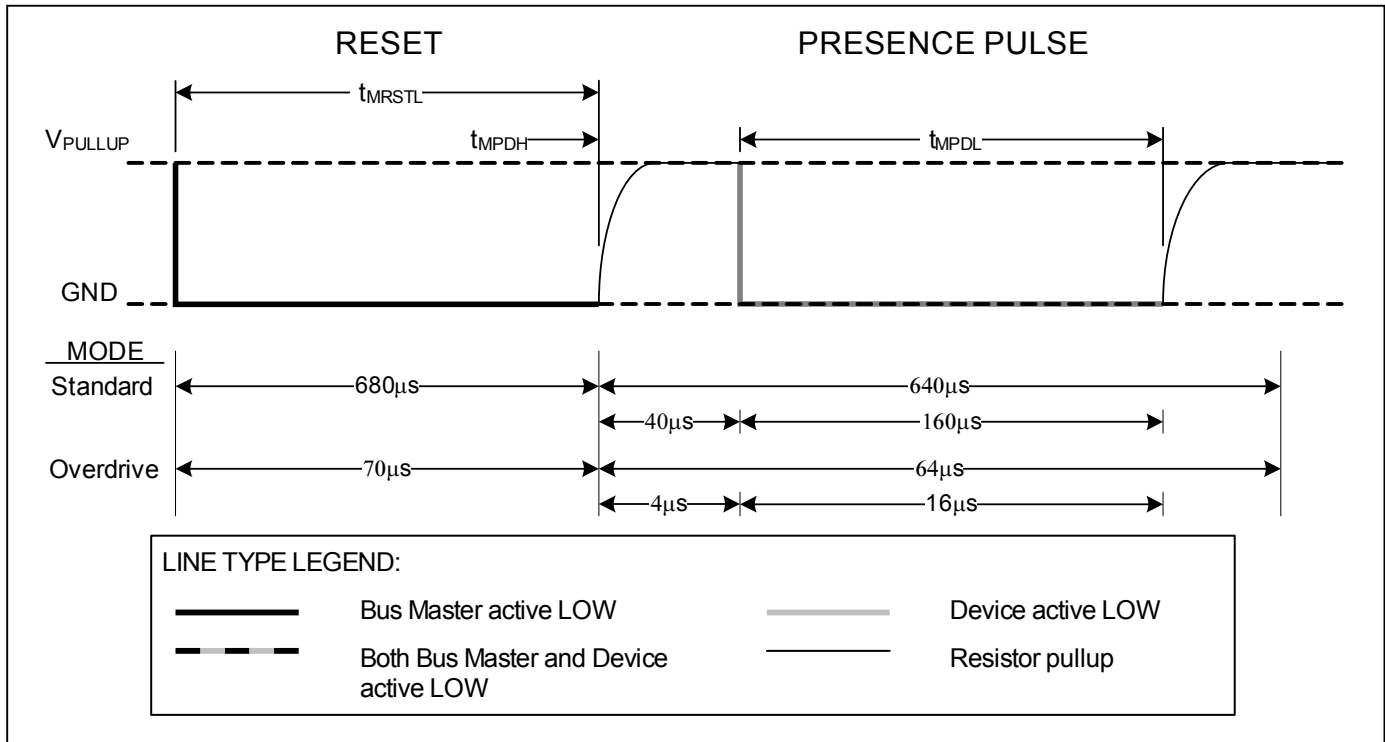 RESET PRESENCE PULSE
tMRSTL
VPULLUP tMPDH tMPDL
GND
MODE
Standard 680μs 640μs
40μs 160μs
Overdrive 70μs 64μs
4μs 16μs
LINE TYPE LEGEND:
Bus Master active LOW Device active LOW
Both Bus Master and Device Resistor pullup
active LOW